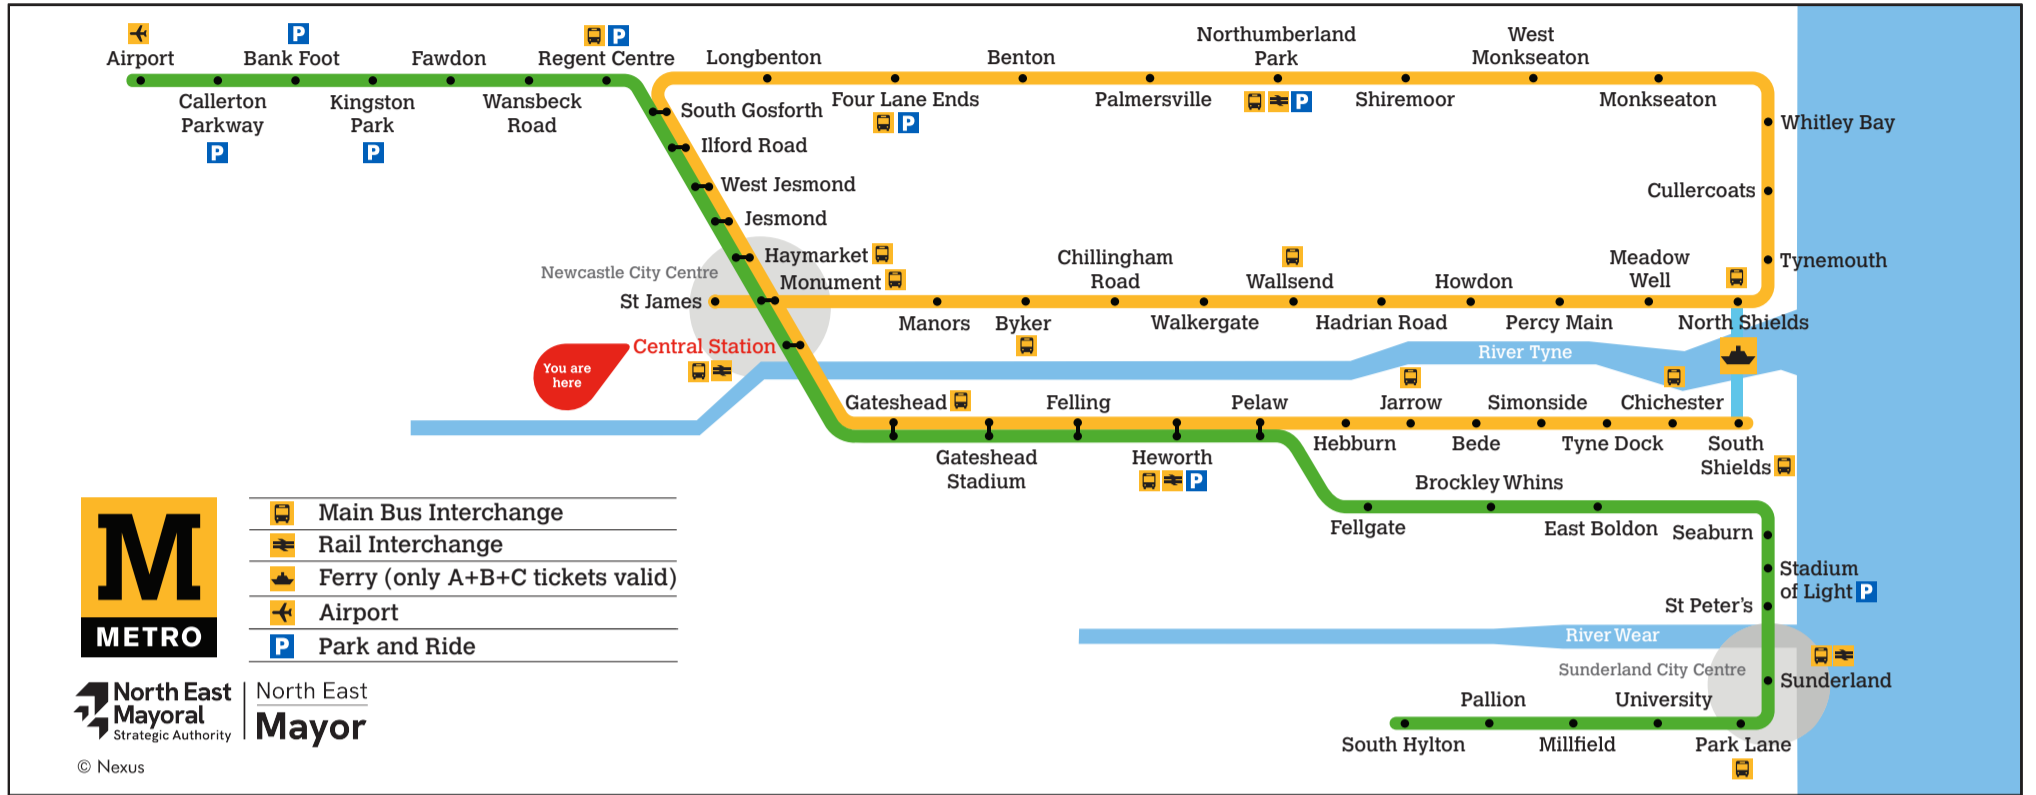 Airport
Callerton
Parkway
P
Bank Foot
P
Kingston
Park
P
Fawdon
Wansbeck
Road
Regent Centre
P
Longbenton
Four Lane Ends
P
Benton
Palmersville
Northumberland
Park
P
Shiremoor
West
Monkseaton
Monkseaton
Whitley Bay
Cullercoats
Tynemouth
South Gosforth
Ilford Road
West Jesmond
Jesmond
Haymarket
Monument
Newcastle City Centre
St James
Central Station
You are
here
Manors
Byker
Chillingham
Road
Walkergate
Wallsend
Hadrian Road
Howdon
Percy Main
Meadow
Well
North Shields
River Tyne
Gateshead
Gateshead
Stadium
Felling
Heworth
P
Pelaw
Hebburn
Jarrow
Bede
Simonside
Tyne Dock
Chichester
South
Shields
Fellgate
Brockley Whins
East Boldon
Seaburn
Stadium
of Light P
St Peter's
River Wear
Sunderland City Centre
Sunderland
Park Lane
University
Millfield
Pallion
South Hylton
M
METRO
Main Bus Interchange
Rail Interchange
Ferry (only A+B+C tickets valid)
Airport
P Park and Ride
North East
Mayoral
Strategic Authority
North East
Mayor
© Nexus